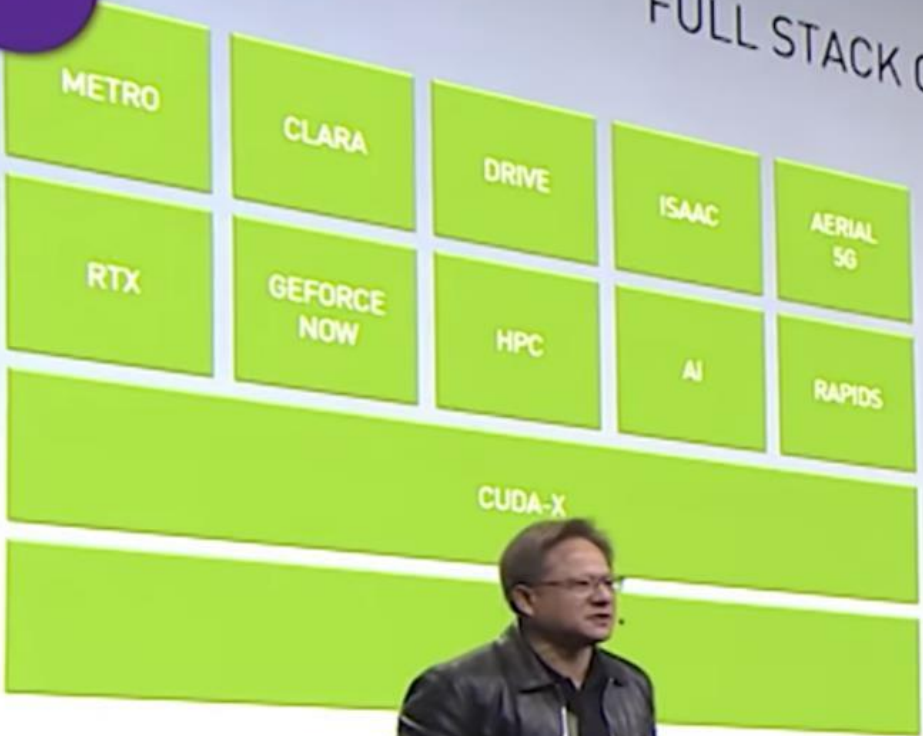 FULL STACK
METRO
CLARA
DRIVE
ISAAC
AERIAL
5G
RTX
GEFORCE
NOW
HPC
AI
RAPIDS
CUDA-X